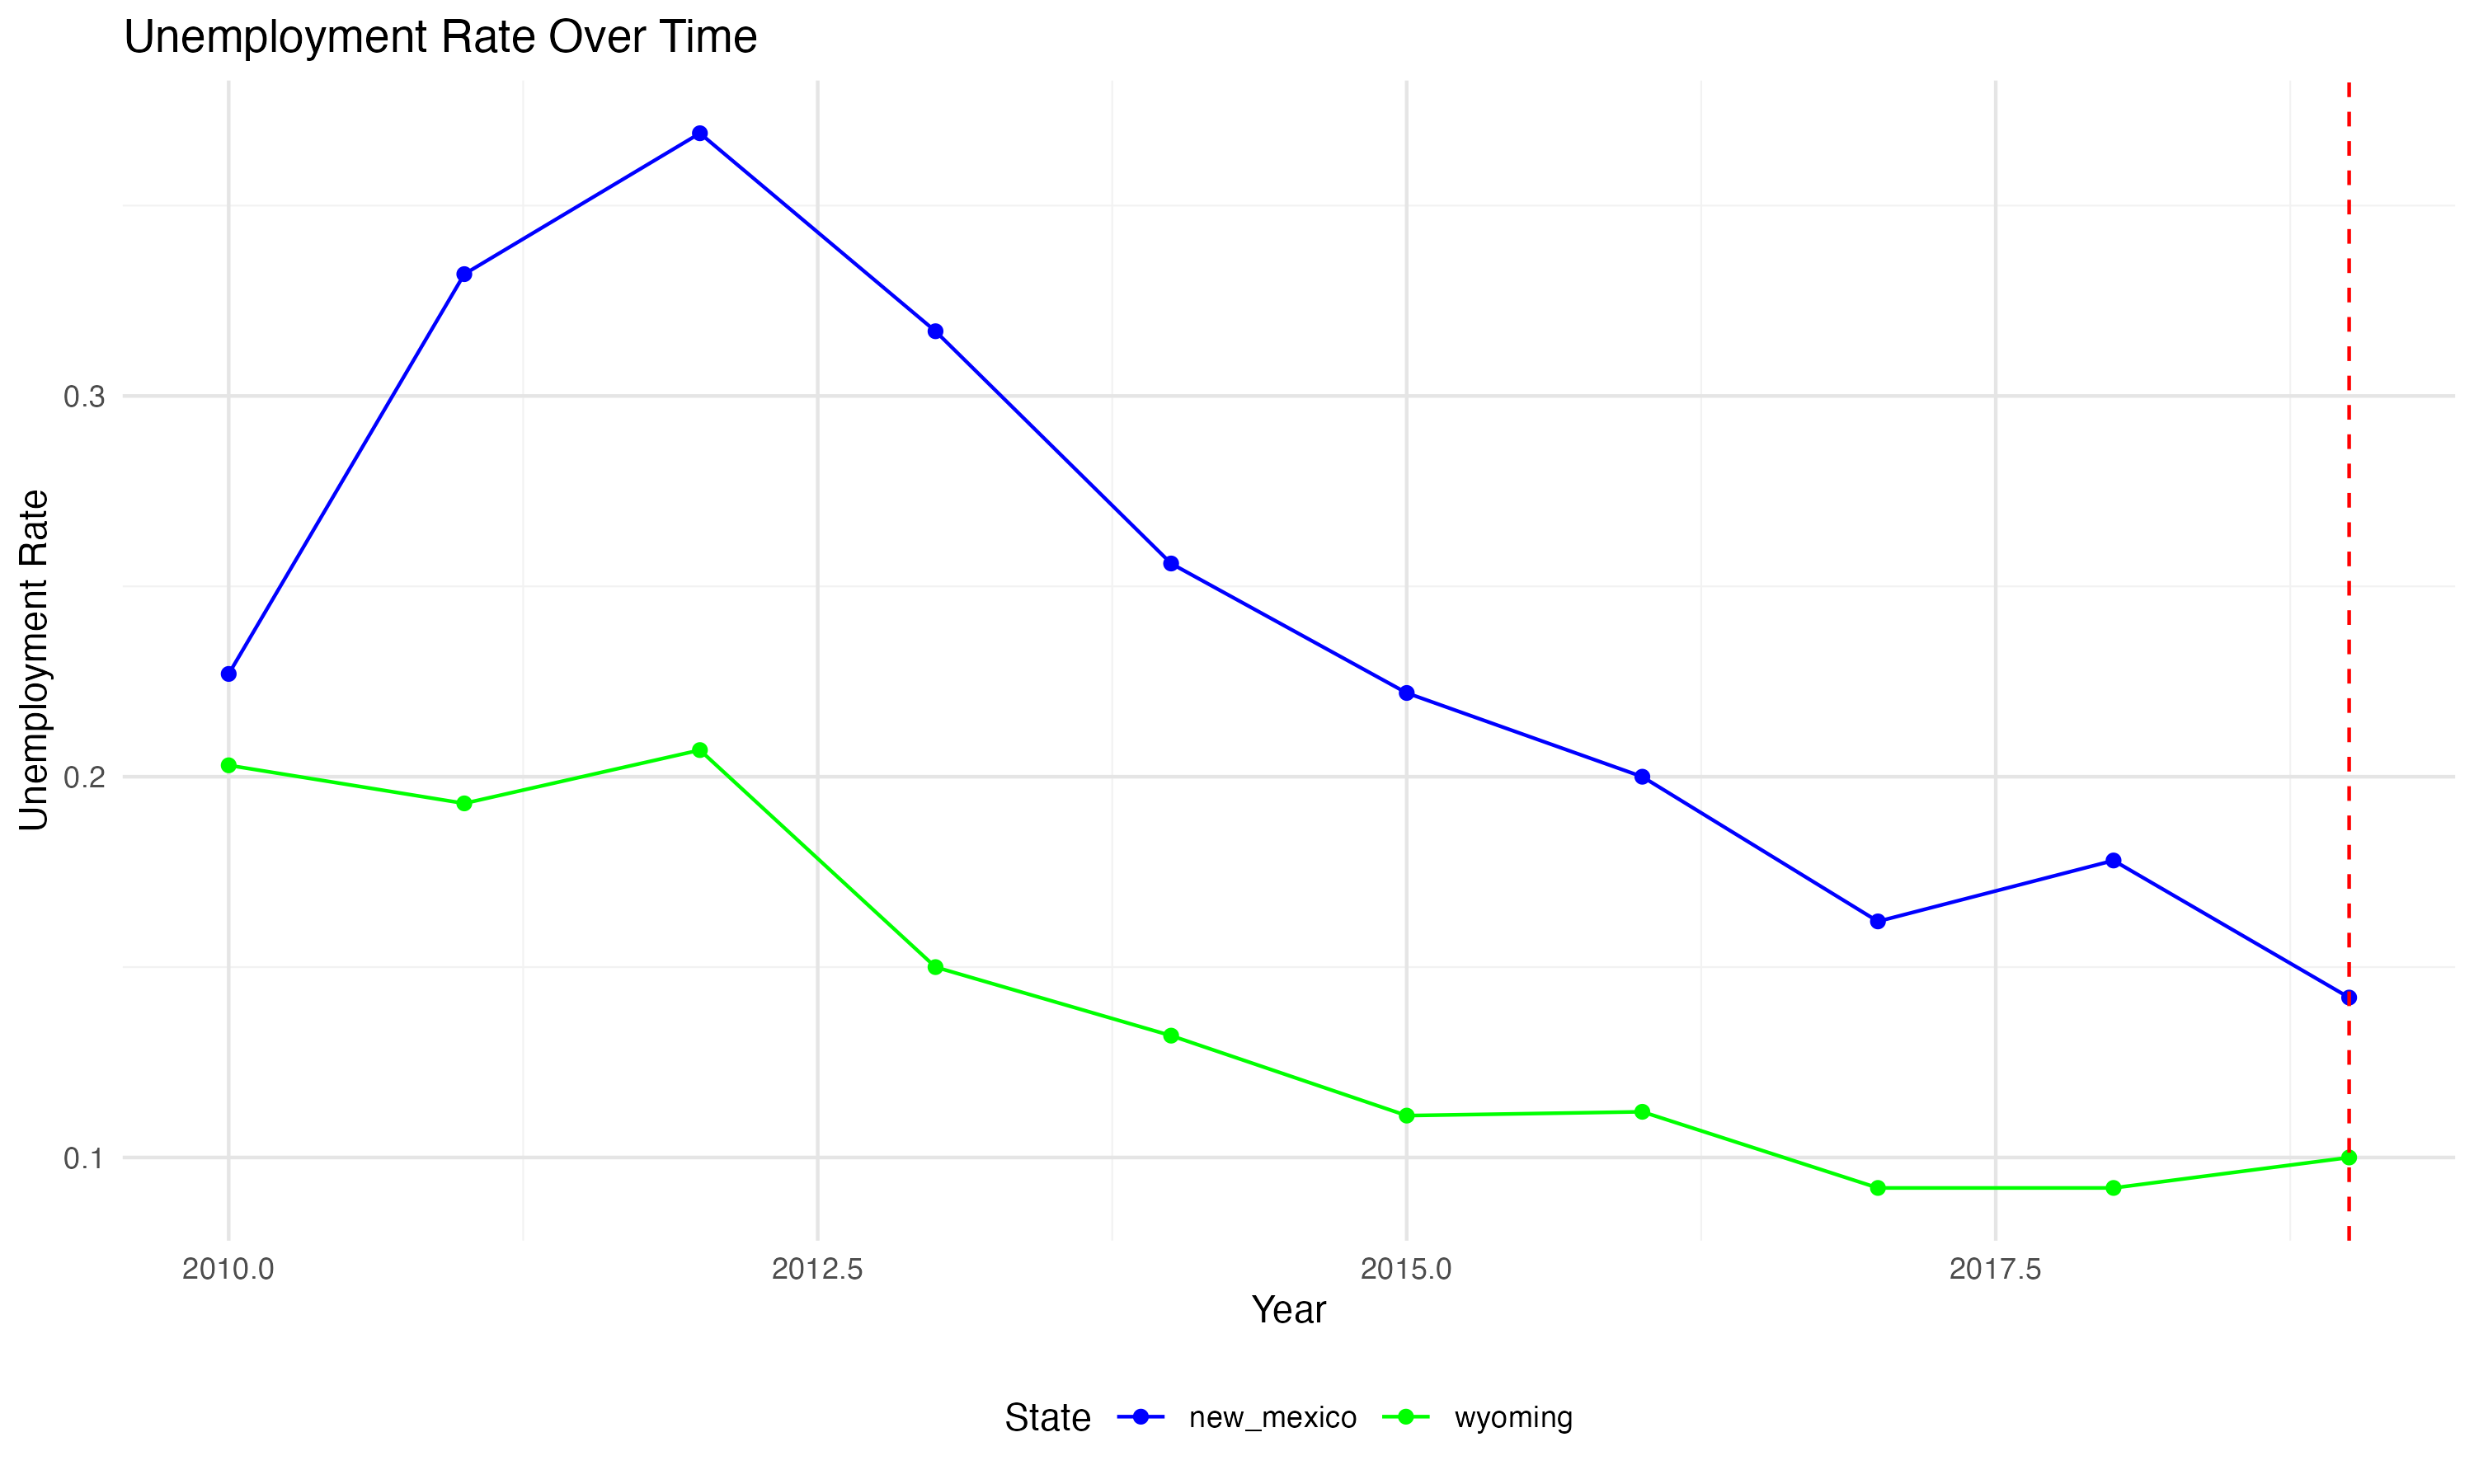 Unemployment Rate Over Time
Unemployment Rate
0.3
0.2
0.1
2010.0 2012.5 2015.0 2017.5
Year
State new_mexico wyoming